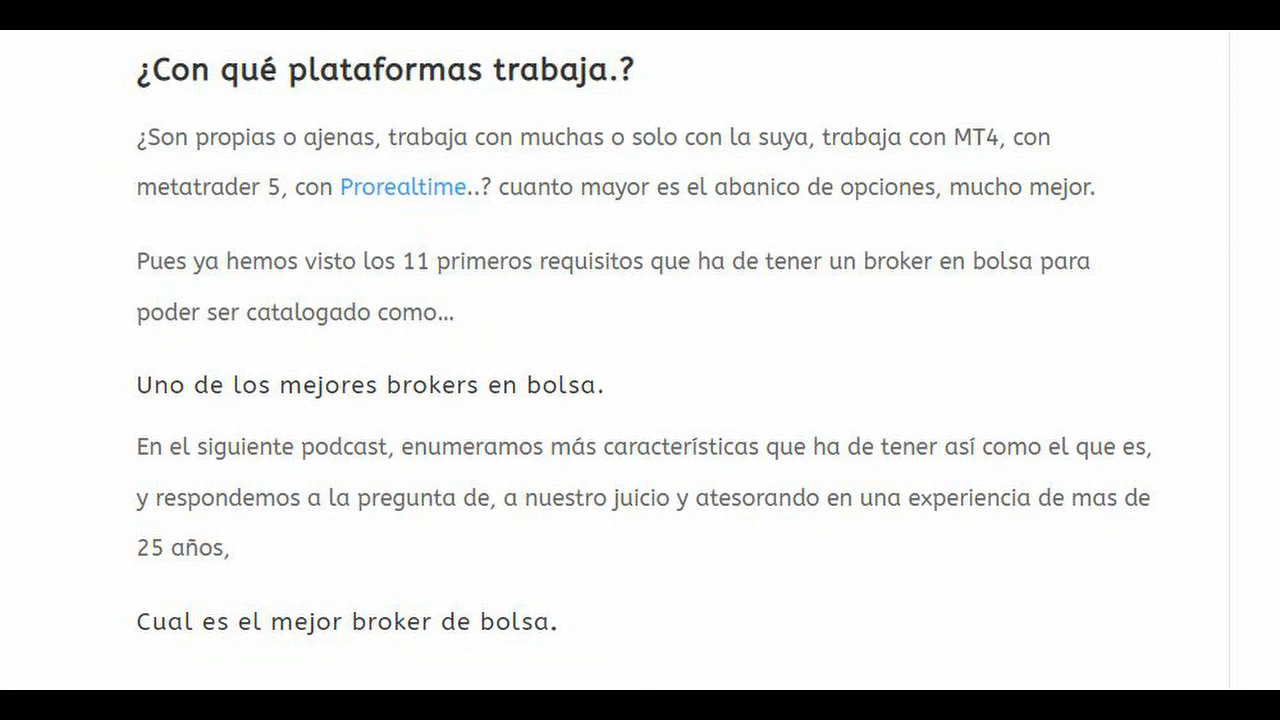 ¿Con qué plataformas trabaja.?
¿Son propias o ajenas, trabaja con muchas o solo con la suya, trabaja con MT4, con
metatrader 5, con Prorealtime..? cuanto mayor es el abanico de opciones, mucho mejor.
Pues ya hemos visto los 11 primeros requisitos que ha de tener un broker en bolsa para
poder ser catalogado como...
Uno de los mejores brokers en bolsa.
En el siguiente podcast, enumeramos más características que ha de tener así como el que es,
y respondemos a la pregunta de, a nuestro juicio y atesorando en una experiencia de mas de
25 años,
Cual es el mejor broker de bolsa.